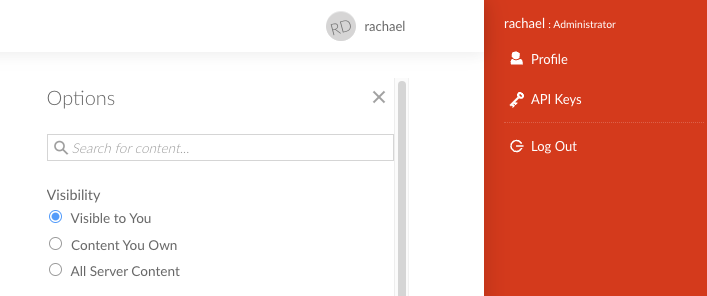 RD rachael
Options
Search for content...
Visibility
Visible to You
Content You Own
All Server Content
rachael : Administrator
Profile
API Keys
Log Out